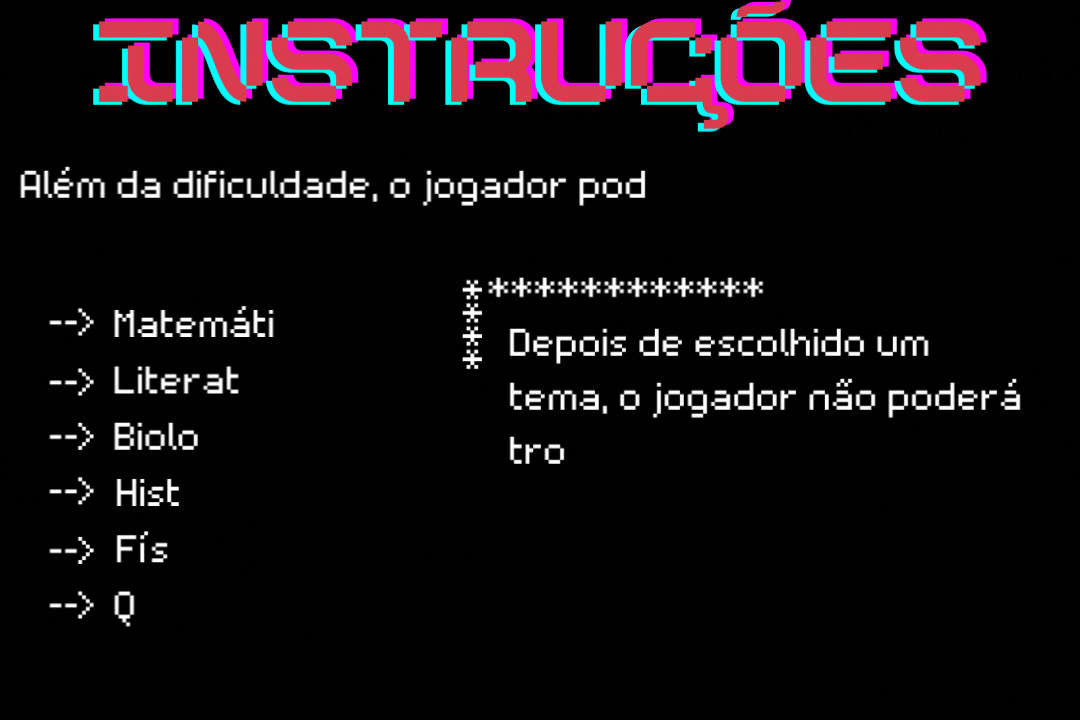 INSTRUÇÕES
Além da dificuldade, o jogador pod
--> Matemáti
--> Literat
--> Biolo
--> Hist
--> Fís
--> Q
*************
*
*
*
Depois de escolhido um
tema, o jogador não poderá
tro